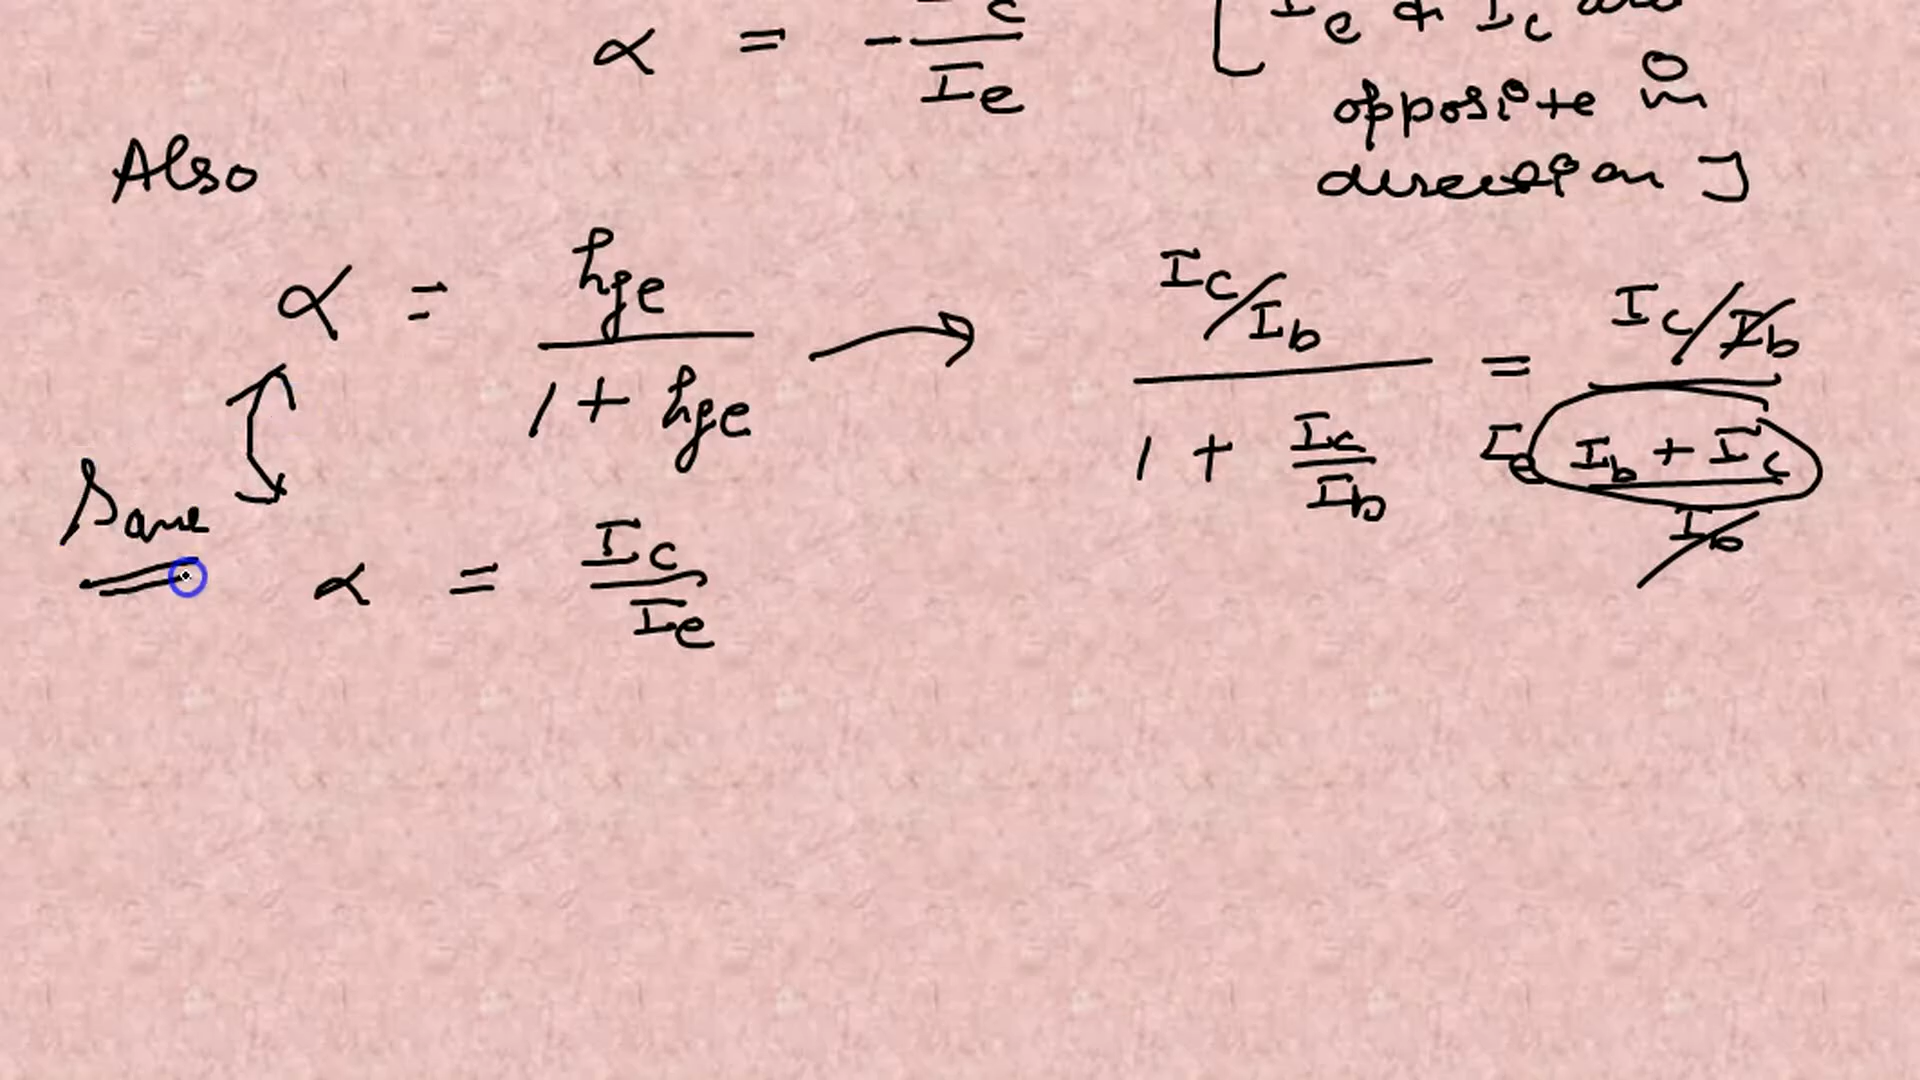 α = - Ic / Ie
[ Ie & Ic are
opposite in
direction ]
Also
α = hfe / (1 + hfe) → (Ic/Ib) / (1 + Ic/Ib) = (Ic/Ib) / ((Ib + Ic) / Ib)
Ie
Same
α = Ic / Ie